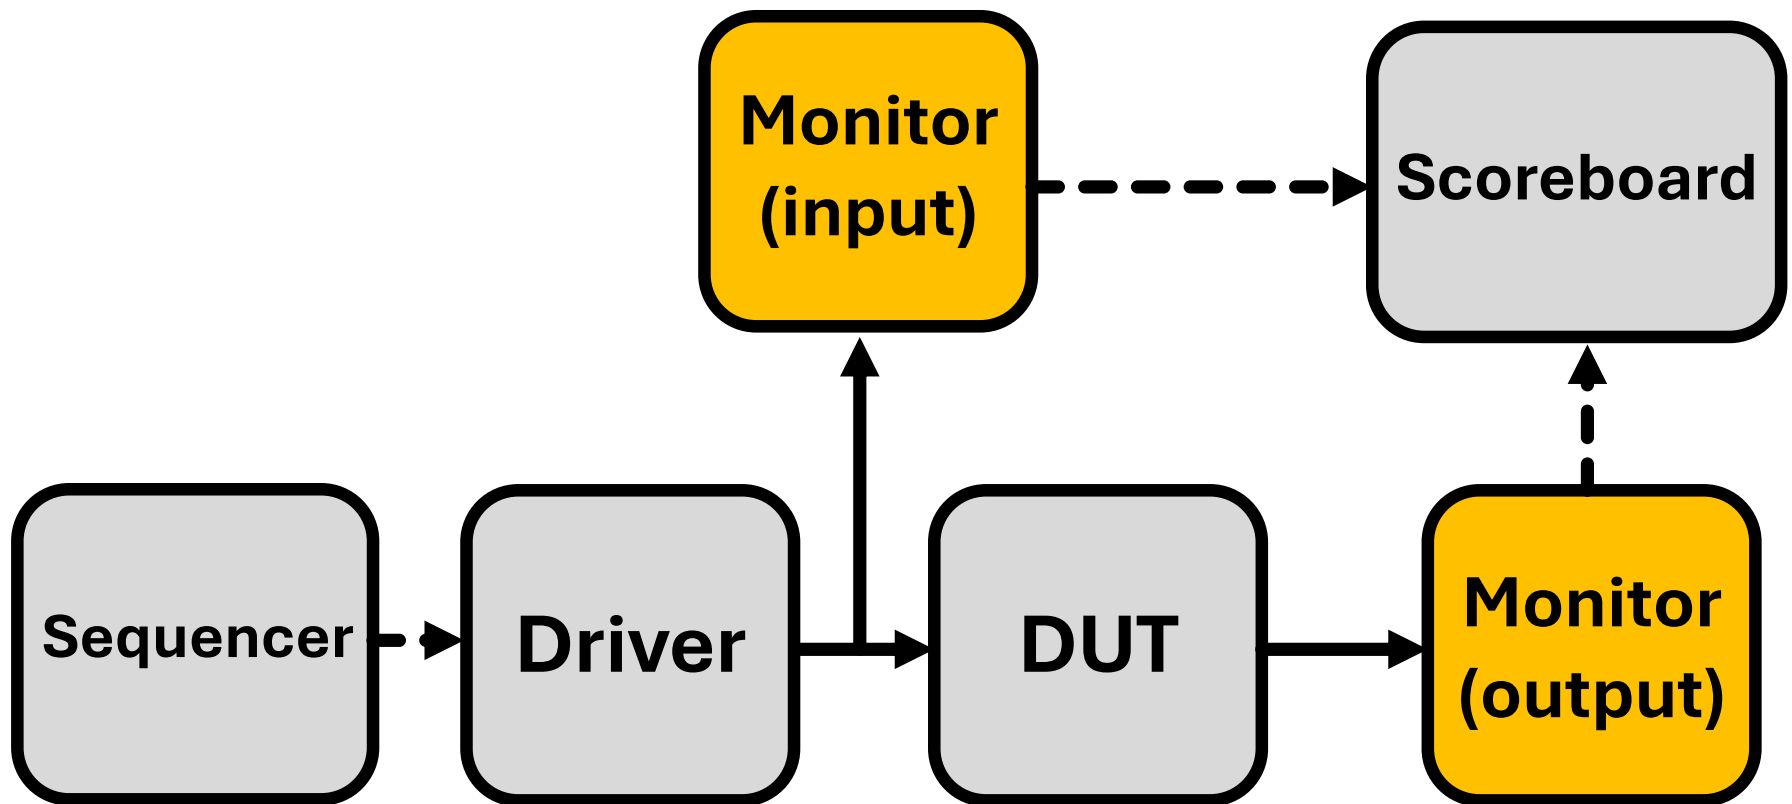 Monitor
(input)
Scoreboard
Sequencer
Driver
DUT
Monitor
(output)